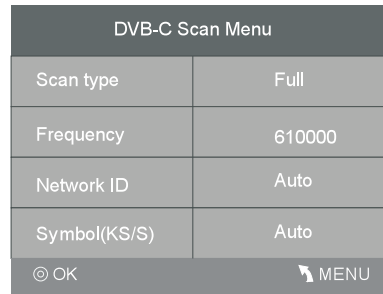 DVB-C Scan Menu
Scan type Full
Frequency 610000
Network ID Auto
Symbol(KS/S) Auto
OK MENU